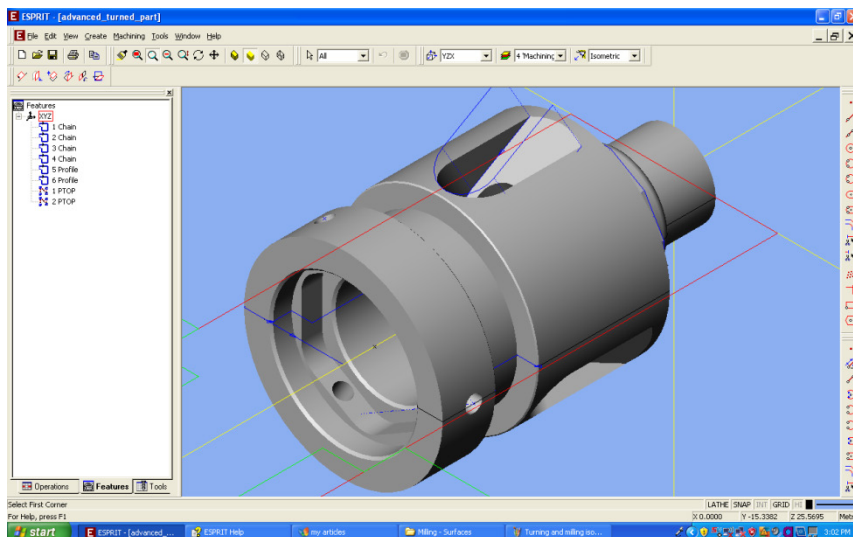 ESPRIT - [advanced_turned_part]
File Edit View Create Machining Tools Window Help
All
YZX
4 'Machining
Isometric
Features
XYZ
1 Chain
2 Chain
3 Chain
4 Chain
5 Profile
6 Profile
1 PTOP
2 PTOP
x
Operations Features Tools
Select First Corner
LATHE SNAP INT GRID HI
For Help, press F1
X 0.0000 Y -15.3382 Z 25.5695 Metr
start ESPRIT - [advanced_... ESPRIT Help my articles Milling - Surfaces Turning and milling iso... 3:02 PM